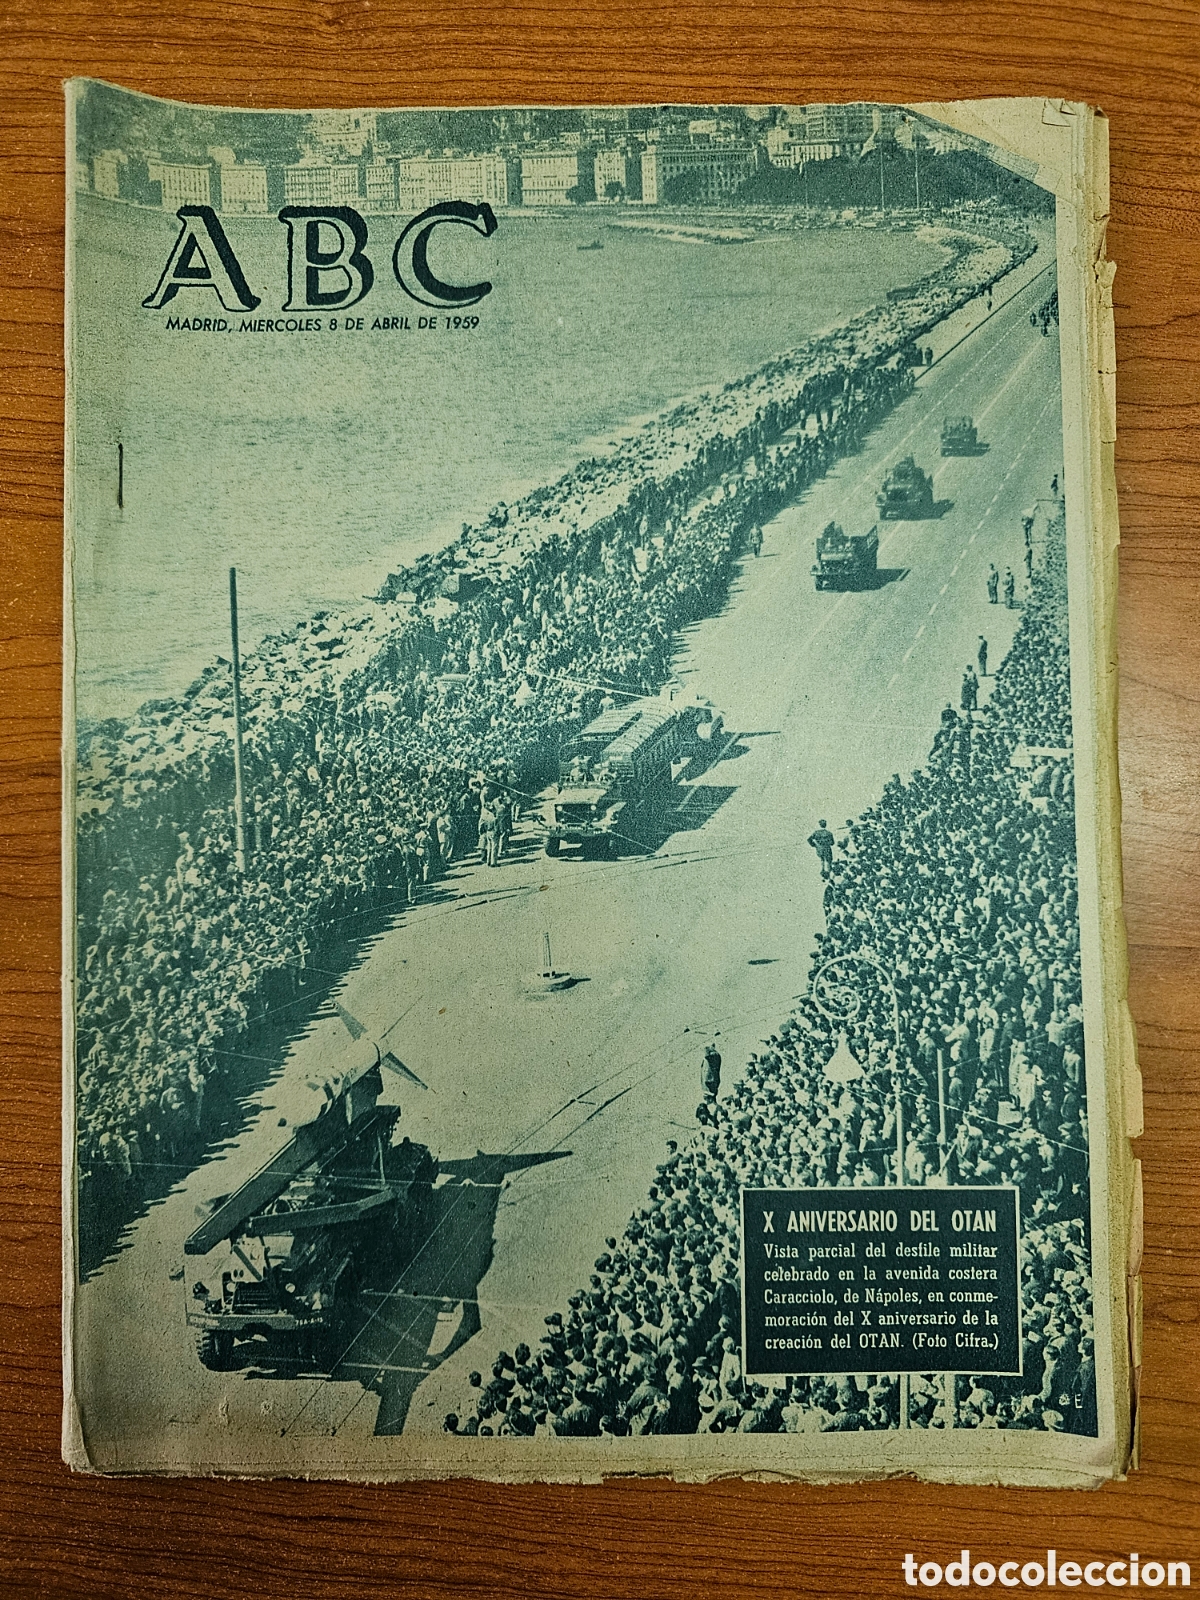 ABC
MADRID, MIERCOLES 8 DE ABRIL DE 1959
X ANIVERSARIO DEL OTAN
Vista parcial del desfile militar
celebrado en la avenida costera
Caracciolo, de Nápoles, en conme-
moración del X aniversario de la
creación del OTAN. (Foto Cifra.)
todocoleccion